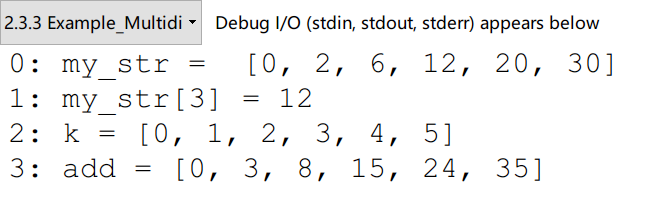 2.3.3 Example_Multidi Debug I/O (stdin, stdout, stderr) appears below
0: my_str =  [0, 2, 6, 12, 20, 30]
1: my_str[3] = 12
2: k = [0, 1, 2, 3, 4, 5]
3: add = [0, 3, 8, 15, 24, 35]